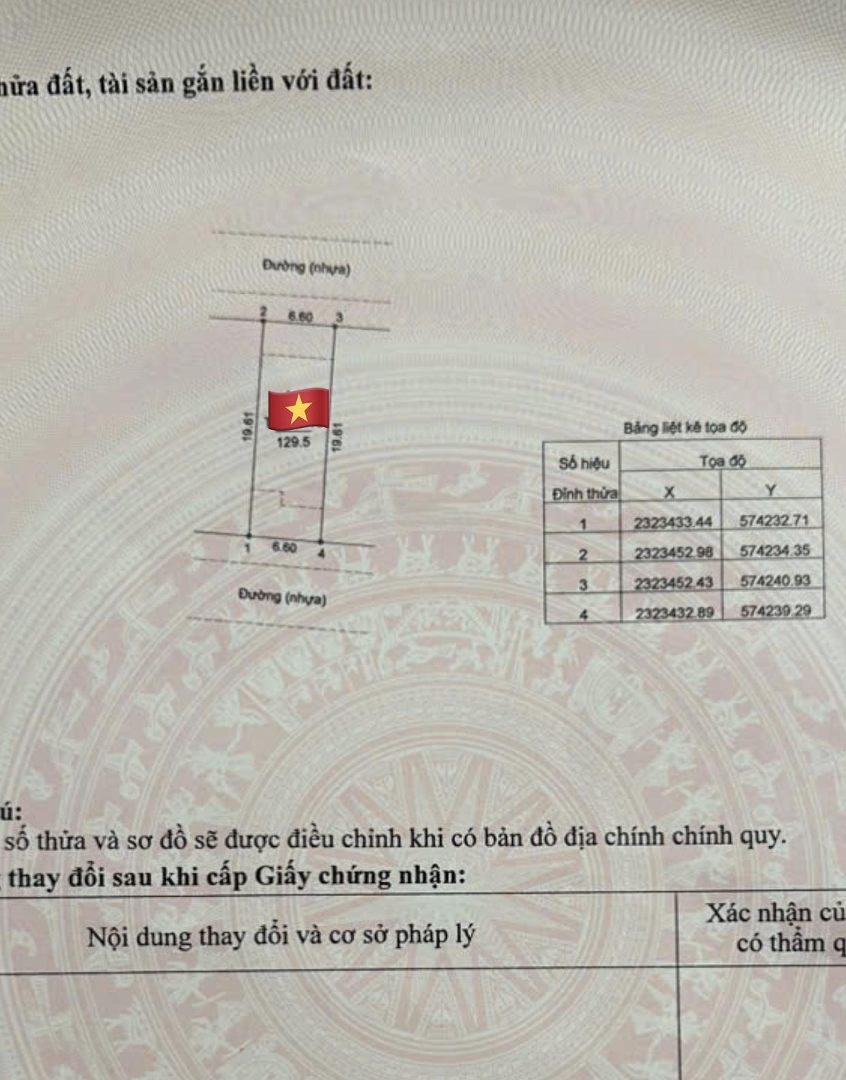 hửa đất, tài sản gắn liền với đất:
Đường (nhựa)
2 6.60 3
19.61 19.61
129.5
1 6.60 4
Đường (nhựa)
Bảng liệt kê tọa độ
Số hiệu Đỉnh thửa Tọa độ
X Y
1 2323433.44 574232.71
2 2323452.98 574234.35
3 2323452.43 574240.93
4 2323432.89 574239.29
ú:
số thửa và sơ đồ sẽ được điều chỉnh khi có bản đồ địa chính chính quy.
thay đổi sau khi cấp Giấy chứng nhận:
Nội dung thay đổi và cơ sở pháp lý
Xác nhận củ
có thẩm q